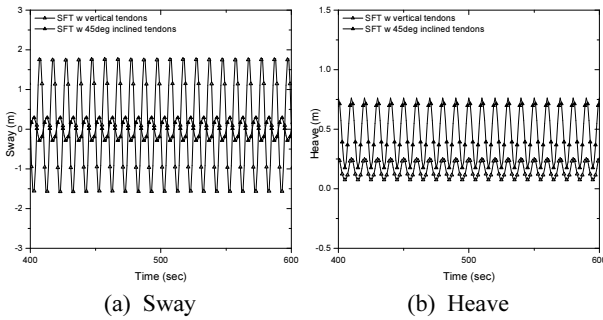 SFT w vertical tendons
SFT w 45deg inclined tendons
3
2
1
0
-1
-2
-3
Sway (m)
400
450
500
550
600
Time (sec)
(a) Sway
SFT w vertical tendons
SFT w 45deg inclined tendons
1.5
1.0
0.5
0.0
-0.5
Heave (m)
400
450
500
550
600
Time (sec)
(b) Heave